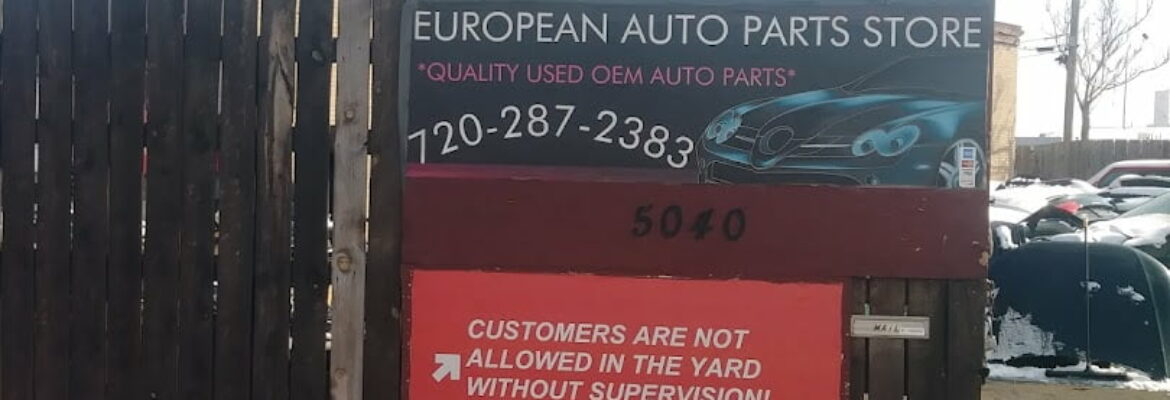 EUROPEAN AUTO PARTS STORE
*QUALITY USED OEM AUTO PARTS*
720-287-2383
5040
MAIL
CUSTOMERS ARE NOT
ALLOWED IN THE YARD
WITHOUT SUPERVISION!